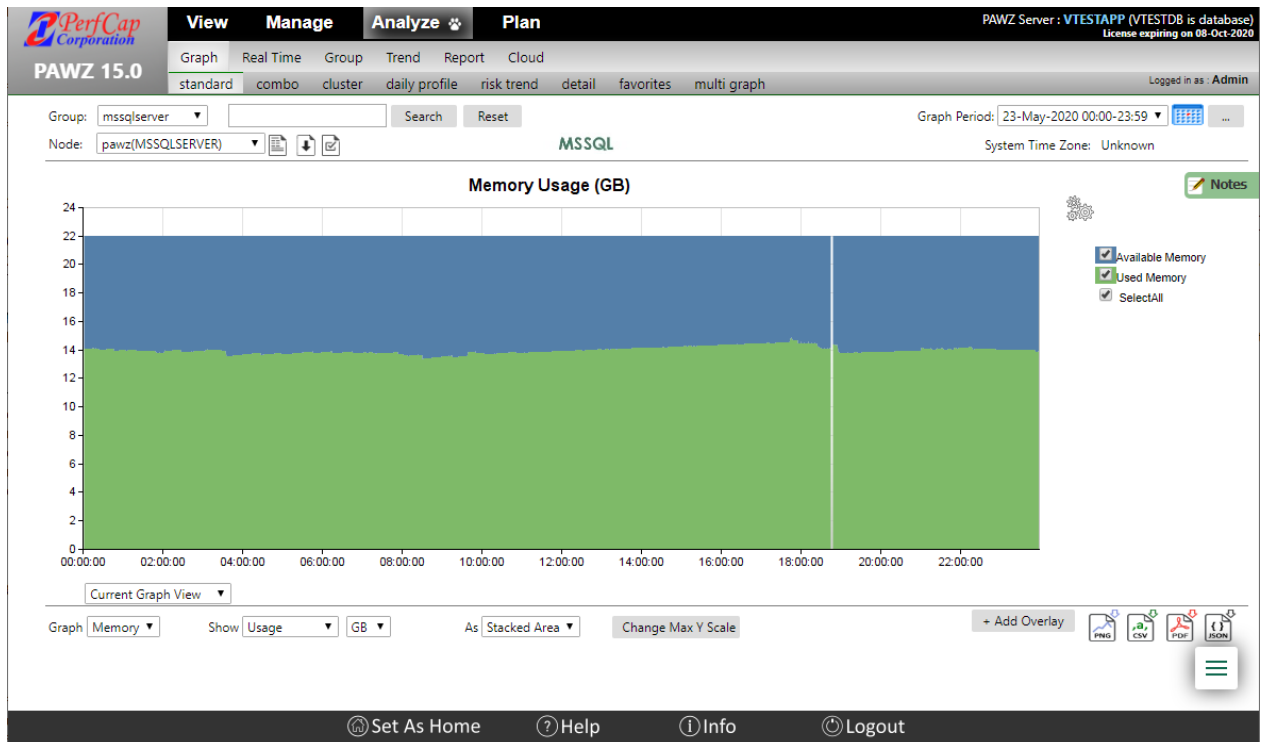 PerfCap
Corporation
PAWZ 15.0
View Manage Analyze Plan
PAWZ Server : VTESTAPP (VTESTDB is database)
License expiring on 08-Oct-2020
Graph Real Time Group Trend Report Cloud
standard combo cluster daily profile risk trend detail favorites multi graph
Logged in as : Admin
Group: mssqlserver Search Reset Graph Period: 23-May-2020 00:00-23:59 ...
Node: pawz(MSSQLSERVER) MSSQL System Time Zone: Unknown
Memory Usage (GB)
Notes
24
22
20
18
16
14
12
10
8
6
4
2
0
Available Memory
Used Memory
SelectAll
00:00:00 02:00:00 04:00:00 06:00:00 08:00:00 10:00:00 12:00:00 14:00:00 16:00:00 18:00:00 20:00:00 22:00:00
Current Graph View
Graph Memory Show Usage GB As Stacked Area Change Max Y Scale + Add Overlay
PNG ,a, CSV PDF {} JSON
Set As Home ? Help i Info Logout